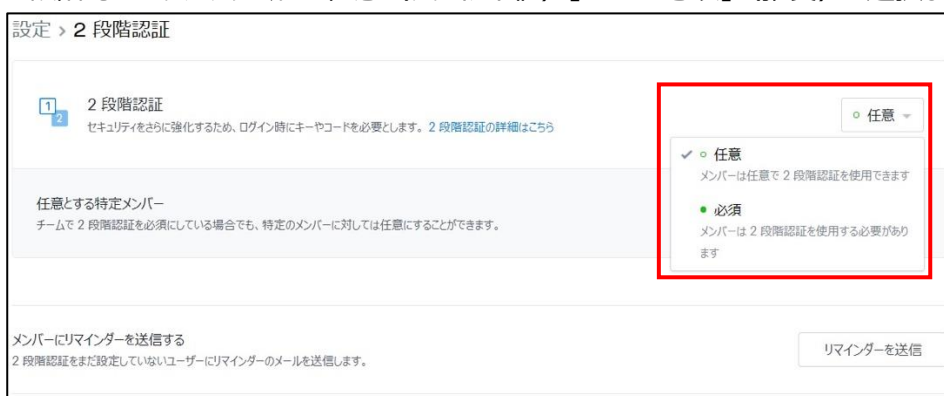 設定 › 2 段階認証
1
2
2 段階認証
セキュリティをさらに強化するため、ログイン時にキーやコードを必要とします。 2 段階認証の詳細はこちら
任意
任意
メンバーは任意で 2 段階認証を使用できます
必須
メンバーは 2 段階認証を使用する必要があり
ます
任意とする特定メンバー
チームで 2 段階認証を必須にしている場合でも、特定のメンバーに対しては任意にすることができます。
メンバーにリマインダーを送信する
2 段階認証をまだ設定していないユーザーにリマインダーのメールを送信します。
リマインダーを送信